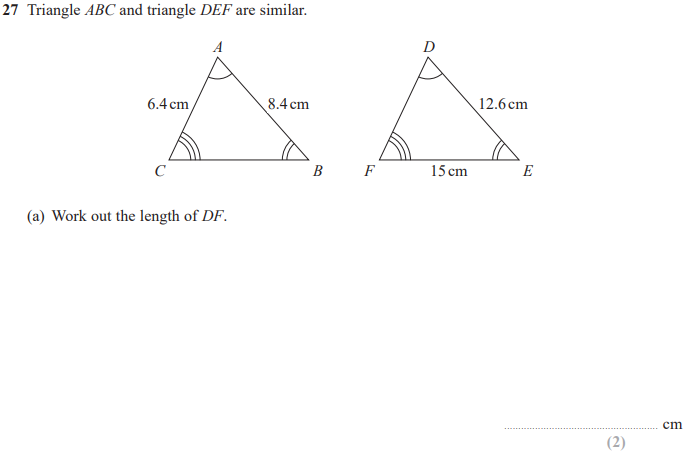 27 Triangle ABC and triangle DEF are similar.
A
D
6.4 cm
8.4 cm
12.6 cm
C
B
F
15 cm
E
(a) Work out the length of DF.
cm
(2)